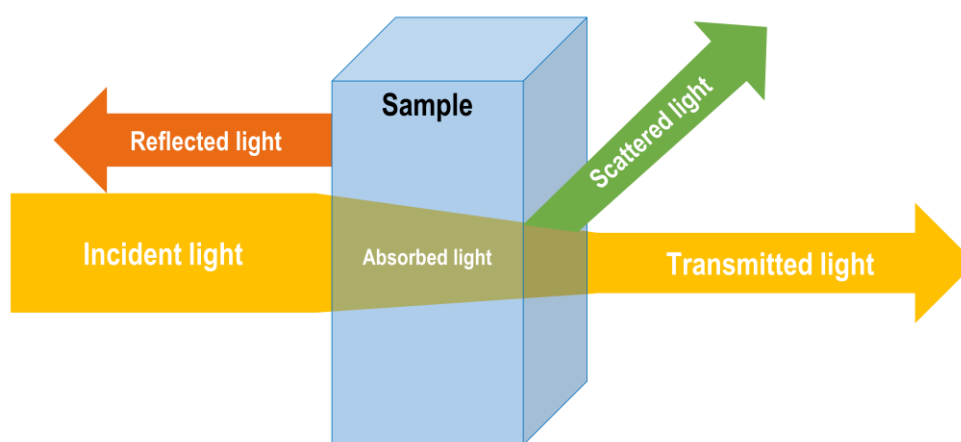 Sample
Reflected light
Scattered light
Incident light
Absorbed light
Transmitted light